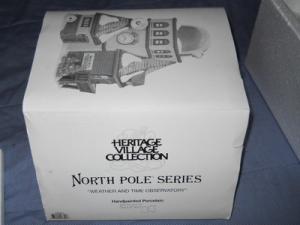 HERITAGE
VILLAGE
COLLECTION
NORTH POLE SERIES
"WEATHER AND TIME OBSERVATORY"
Handpainted Porcelain